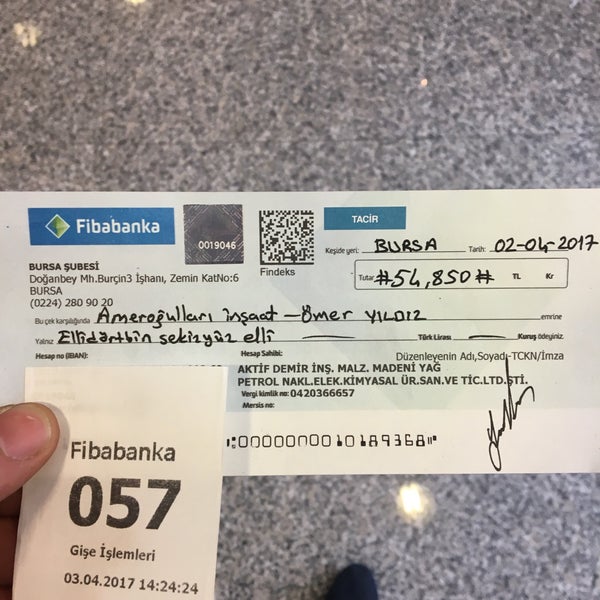 Fibabanka
0019046
Findeks
TACİR
Keşide yeri: BURSA Tarih: 02-04-2017
Tutar #54,850# TL Kr
BURSA ŞUBESİ
Doğanbey Mh.Burçin3 İşhanı, Zemin KatNo:6
BURSA
(0224) 280 90 20
Bu çek karşılığında Ameroğulları inşaat - Ömer YILDIZ emrine
Yalnız Ellidörtbin sekizyüz elli Türk Lirası Kuruş ödeyiniz.
Hesap no (IBAN):
Hesap Sahibi:
Düzenleyenin Adı,Soyadı-TCKN/İmza
AKTİF DEMİR İNŞ. MALZ. MADENİ YAĞ
PETROL NAKL.ELEK.KİMYASAL ÜR.SAN.VE TİC.LTD.ŞTİ.
Vergi kimlik no: 0420366657
Mersis no:
00000000010189368
Fibabanka
057
Gişe İşlemleri
03.04.2017 14:24:24